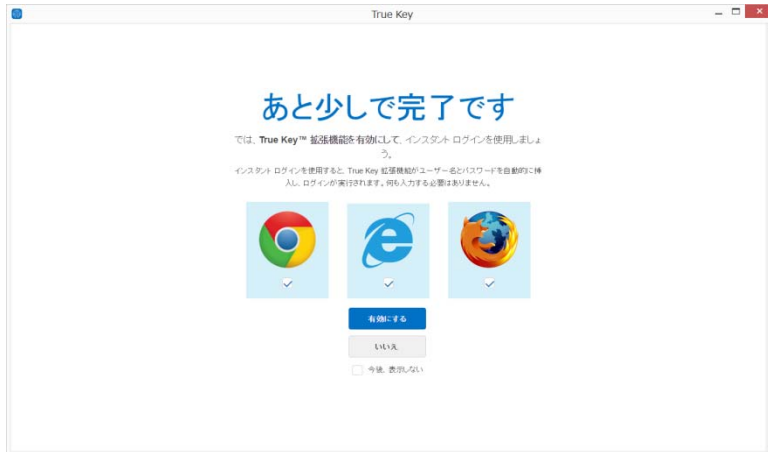 True Key
あと少しで完了です
では、True Key™ 拡張機能を有効にして、インスタント ログインを使用しましょ
う。
インスタント ログインを使用すると、True Key 拡張機能がユーザー名とパスワードを自動的に挿
入し、ログインが実行されます。何も入力する必要はありません。
有効にする
いいえ
今後、表示しない